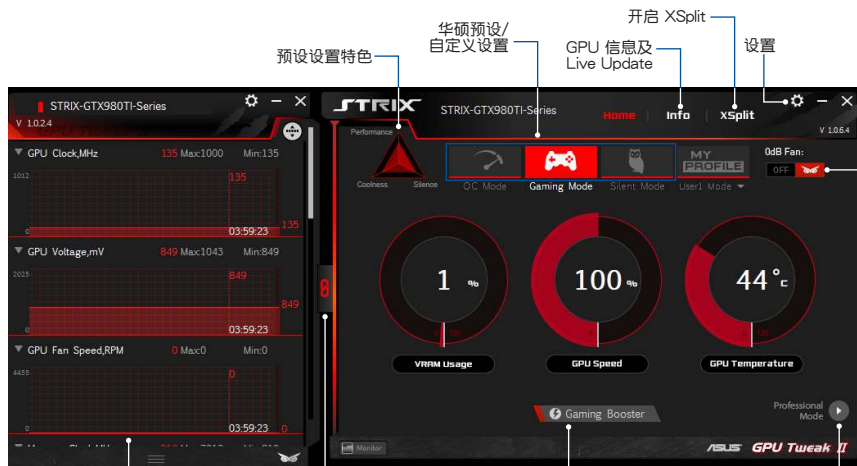 开启 XSplit
华硕预设/
自定义设置
GPU 信息及
Live Update
设置
预设设置特色
STRIX-GTX980TI-Series
V 1.0.2.4
GPU Clock,MHz 135 Max:1000 Min:135
1012
135
135
0
03:59:23
GPU Voltage,mV 849 Max:1043 Min:849
2025
849
849
0
03:59:23
GPU Fan Speed,RPM 0 Max:0 Min:0
4455
0
0
0
03:59:23
STRIX
STRIX-GTX980TI-Series
Home | Info | XSplit
V 1.0.6.4
Performance
Coolness Silence
OC Mode
Gaming Mode
Silent Mode
MY
PROFILE
User1 Mode
0dB Fan:
OFF
1 %
VRAM Usage
100 %
GPU Speed
44°c
GPU Temperature
Gaming Booster
Professional
Mode
Monitor
ASUS GPU Tweak II